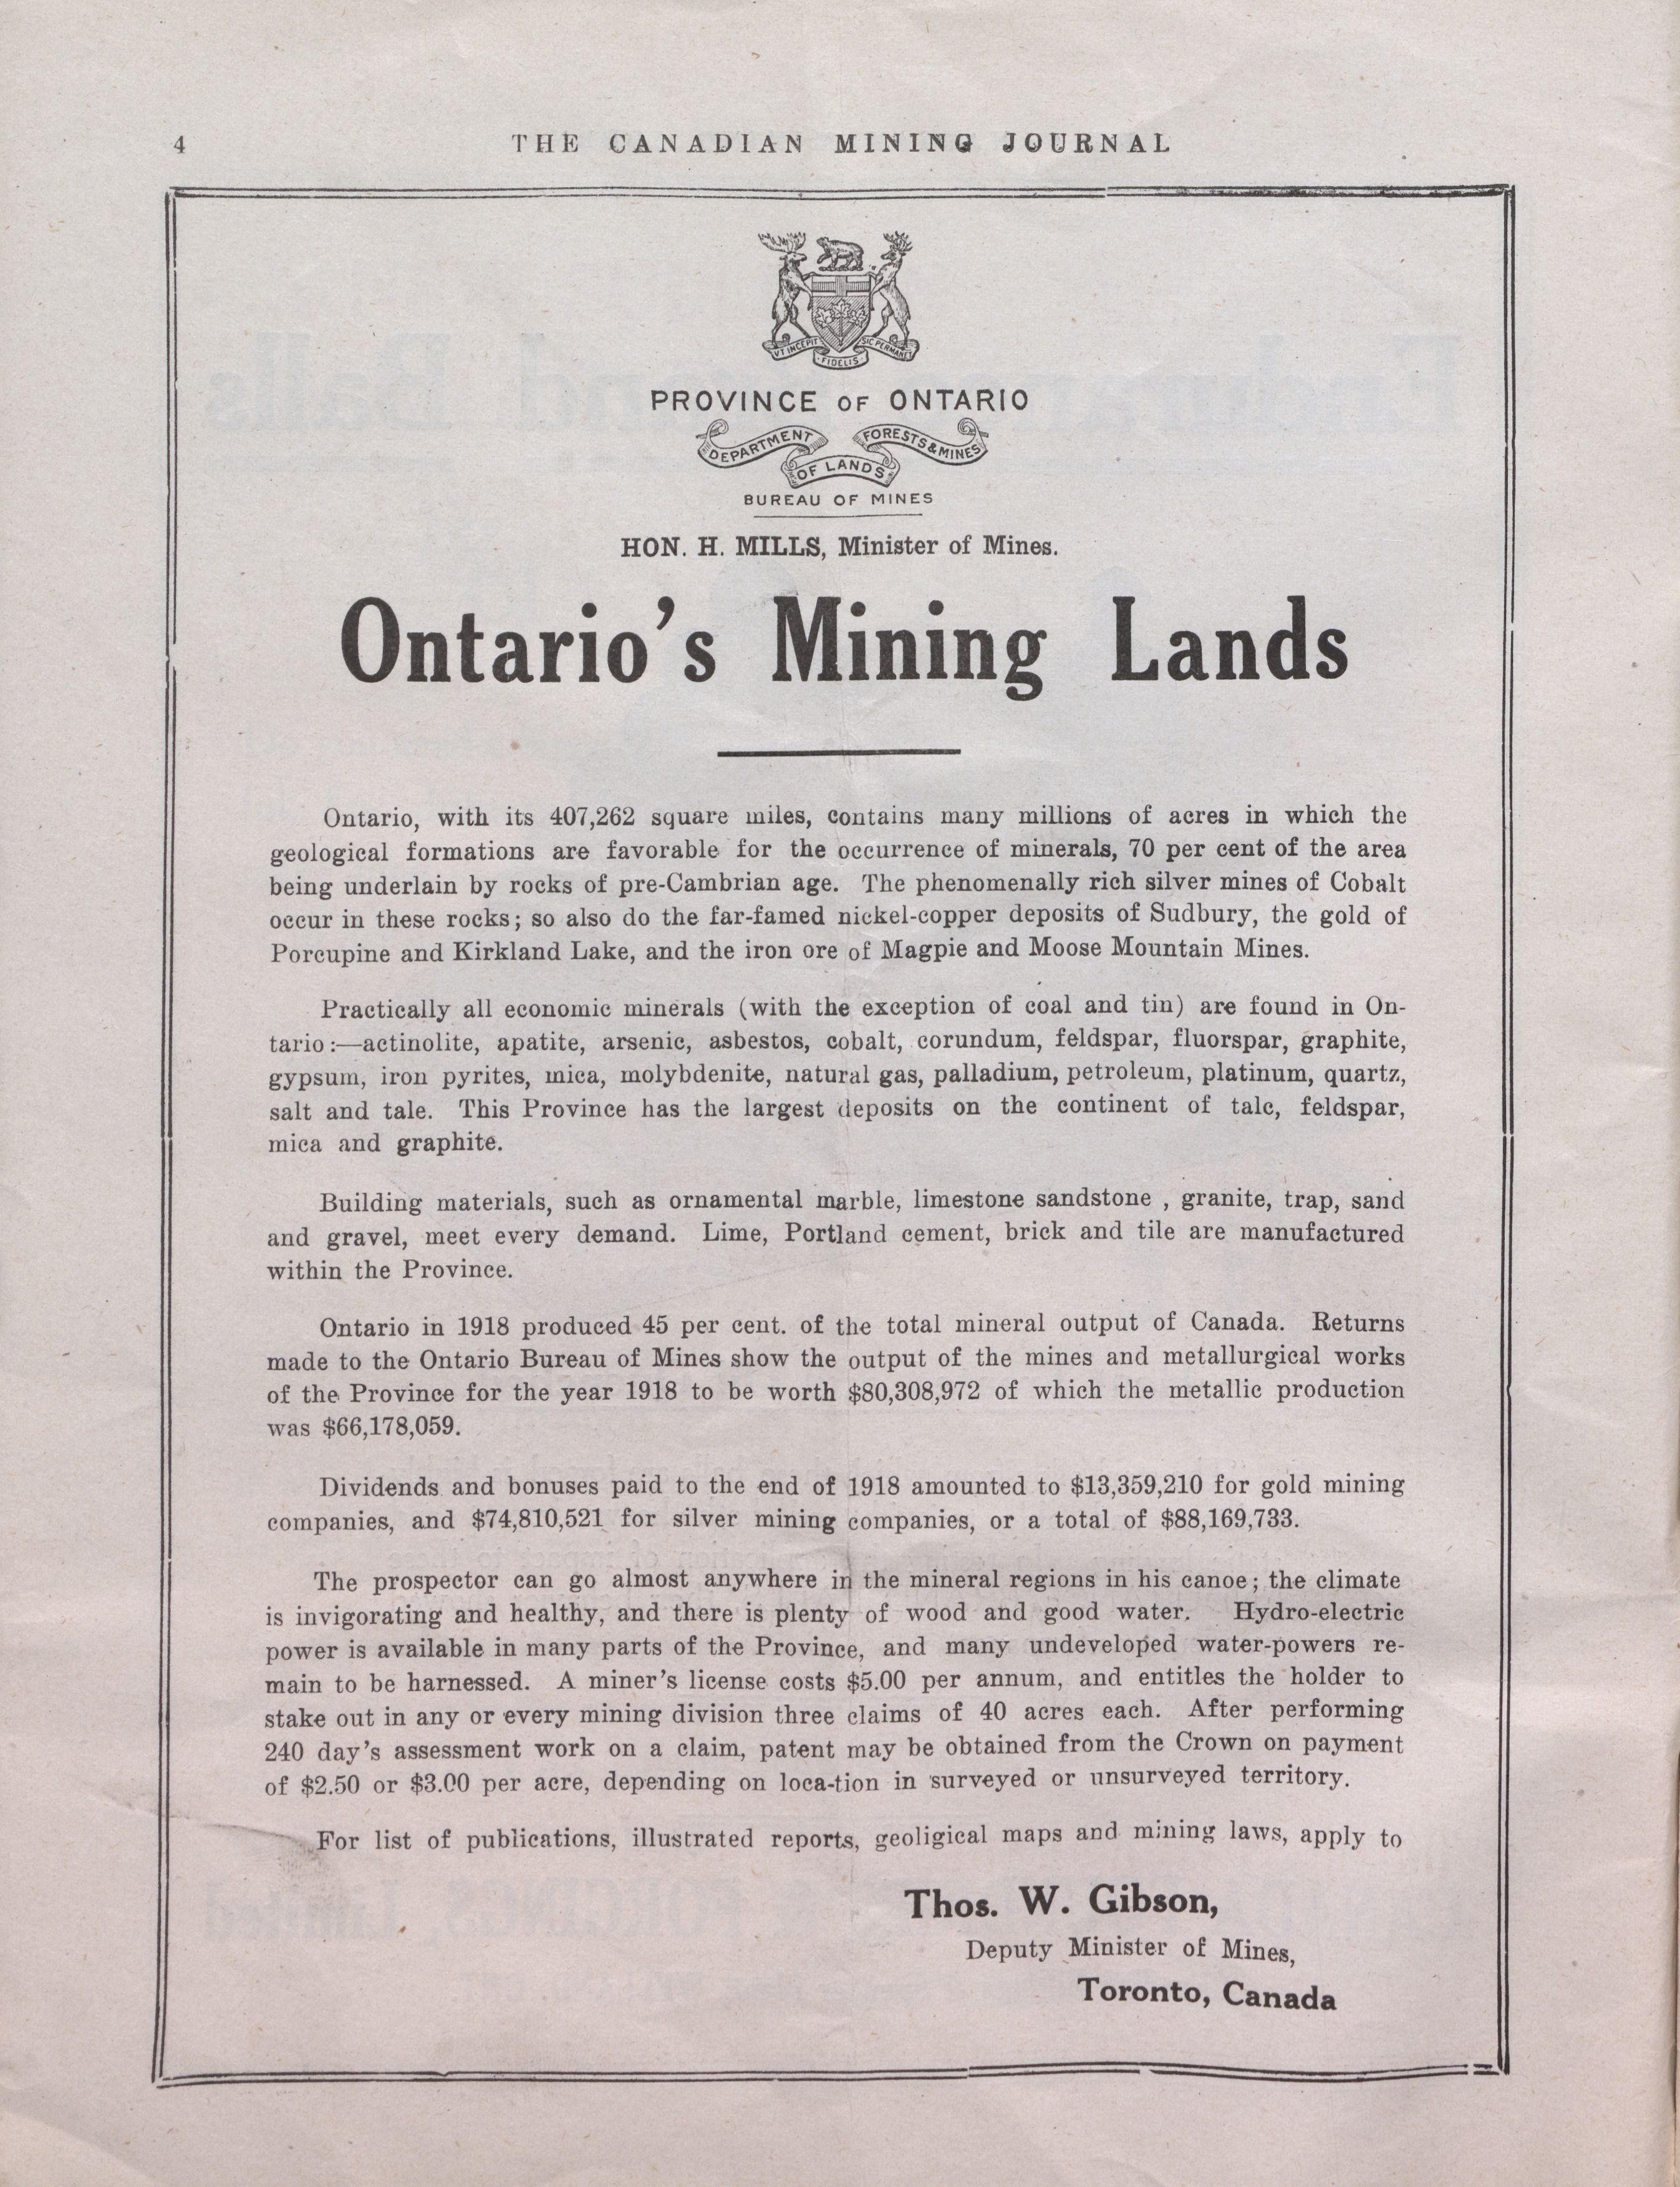 4
THE CANADIAN MINING JOURNAL
VT INCEPIT
FIDELIS
SIC PERMANET
PROVINCE OF ONTARIO
DEPARTMENT
OF LANDS
FORESTS & MINES
BUREAU OF MINES
HON. H. MILLS, Minister of Mines.
Ontario's Mining Lands
Ontario, with its 407,262 square miles, contains many millions of acres in which the
geological formations are favorable for the occurrence of minerals, 70 per cent of the area
being underlain by rocks of pre-Cambrian age. The phenomenally rich silver mines of Cobalt
occur in these rocks; so also do the far-famed nickel-copper deposits of Sudbury, the gold of
Porcupine and Kirkland Lake, and the iron ore of Magpie and Moose Mountain Mines.
Practically all economic minerals (with the exception of coal and tin) are found in On-
tario:—actinolite, apatite, arsenic, asbestos, cobalt, corundum, feldspar, fluorspar, graphite,
gypsum, iron pyrites, mica, molybdenite, natural gas, palladium, petroleum, platinum, quartz,
salt and tale. This Province has the largest deposits on the continent of talc, feldspar,
mica and graphite.
Building materials, such as ornamental marble, limestone sandstone , granite, trap, sand
and gravel, meet every demand. Lime, Portland cement, brick and tile are manufactured
within the Province.
Ontario in 1918 produced 45 per cent. of the total mineral output of Canada. Returns
made to the Ontario Bureau of Mines show the output of the mines and metallurgical works
of the Province for the year 1918 to be worth $80,308,972 of which the metallic production
was $66,178,059.
Dividends and bonuses paid to the end of 1918 amounted to $13,359,210 for gold mining
companies, and $74,810,521 for silver mining companies, or a total of $88,169,733.
The prospector can go almost anywhere in the mineral regions in his canoe; the climate
is invigorating and healthy, and there is plenty of wood and good water. Hydro-electric
power is available in many parts of the Province, and many undeveloped water-powers re-
main to be harnessed. A miner's license costs $5.00 per annum, and entitles the holder to
stake out in any or every mining division three claims of 40 acres each. After performing
240 day's assessment work on a claim, patent may be obtained from the Crown on payment
of $2.50 or $3.00 per acre, depending on loca-tion in surveyed or unsurveyed territory.
For list of publications, illustrated reports, geoligical maps and mining laws, apply to
Thos. W. Gibson,
Deputy Minister of Mines,
Toronto, Canada